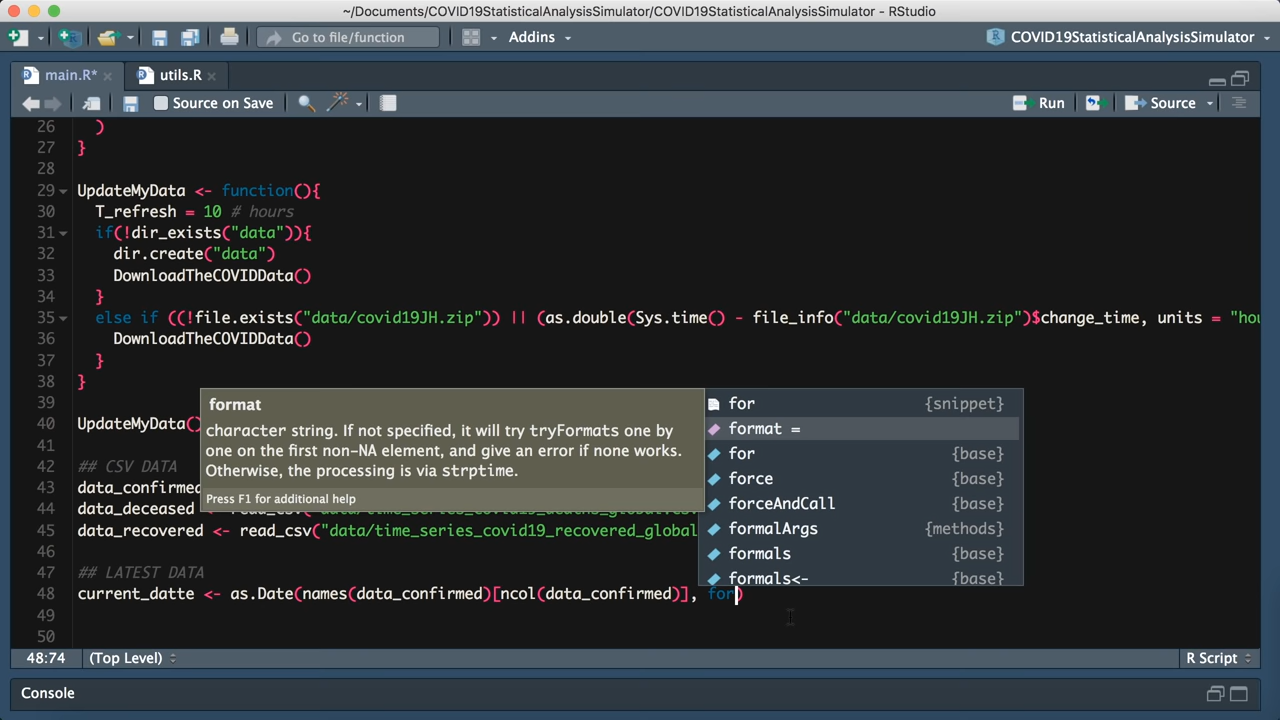 ~/Documents/COVID19StatisticalAnalysisSimulator/COVID19StatisticalAnalysisSimulator - RStudio
Go to file/function
Addins
COVID19StatisticalAnalysisSimulator
main.R*
utils.R
Source on Save
Run
Source
26 )
27 }
28
29 UpdateMyData <- function(){
30 T_refresh = 10 # hours
31 if(!dir_exists("data")){
32 dir.create("data")
33 DownloadTheCOVIDData()
34 }
35 else if ((!file.exists("data/covid19JH.zip")) || (as.double(Sys.time() - file_info("data/covid19JH.zip")$change_time, units = "hou
36 DownloadTheCOVIDData()
37 }
38 }
39
40 UpdateMyData()
41
42 ## CSV DATA
43 data_confirmed
44 data_deceased <- read_csv("data/time_series_covid19_deaths_global.cs
45 data_recovered <- read_csv("data/time_series_covid19_recovered_global
46
47 ## LATEST DATA
48 current_datte <- as.Date(names(data_confirmed)[ncol(data_confirmed)], for)
49
50
format
character string. If not specified, it will try tryFormats one by
one on the first non-NA element, and give an error if none works.
Otherwise, the processing is via strptime.
Press F1 for additional help
for {snippet}
format =
for {base}
force {base}
forceAndCall {base}
formalArgs {methods}
formals {base}
formals<- {base}
48:74 (Top Level) R Script
Console